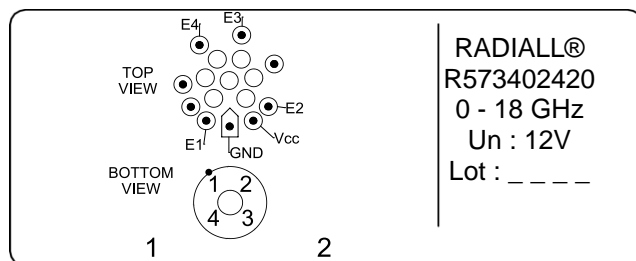 E4
E3
TOP
VIEW
E2
E1
Vcc
GND
BOTTOM
VIEW
1 2
4 3
1 2
RADIALL®
R573402420
0 - 18 GHz
Un : 12V
Lot : _ _ _ _